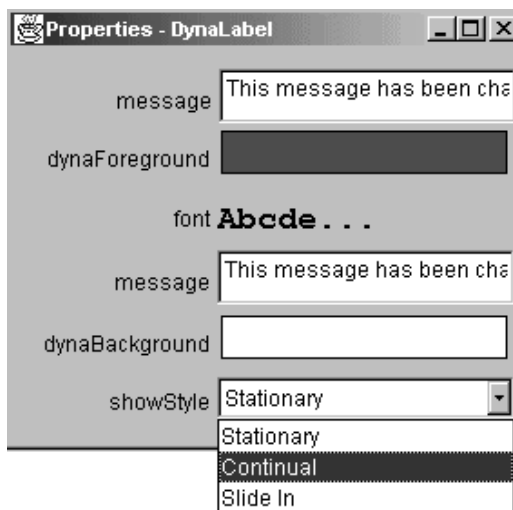 Properties - DynaLabel
message This message has been cha
dynaForeground
font Abcde...
message This message has been cha
dynaBackground
showStyle Stationary
Stationary
Continual
Slide In